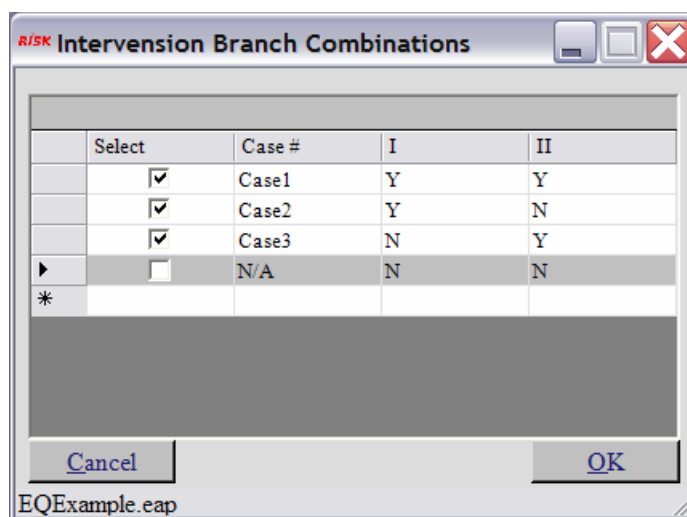 RISK Intervension Branch Combinations
Select Case # I II
Case1 Y Y
Case2 Y N
Case3 N Y
N/A N N
Cancel OK
EQExample.eap